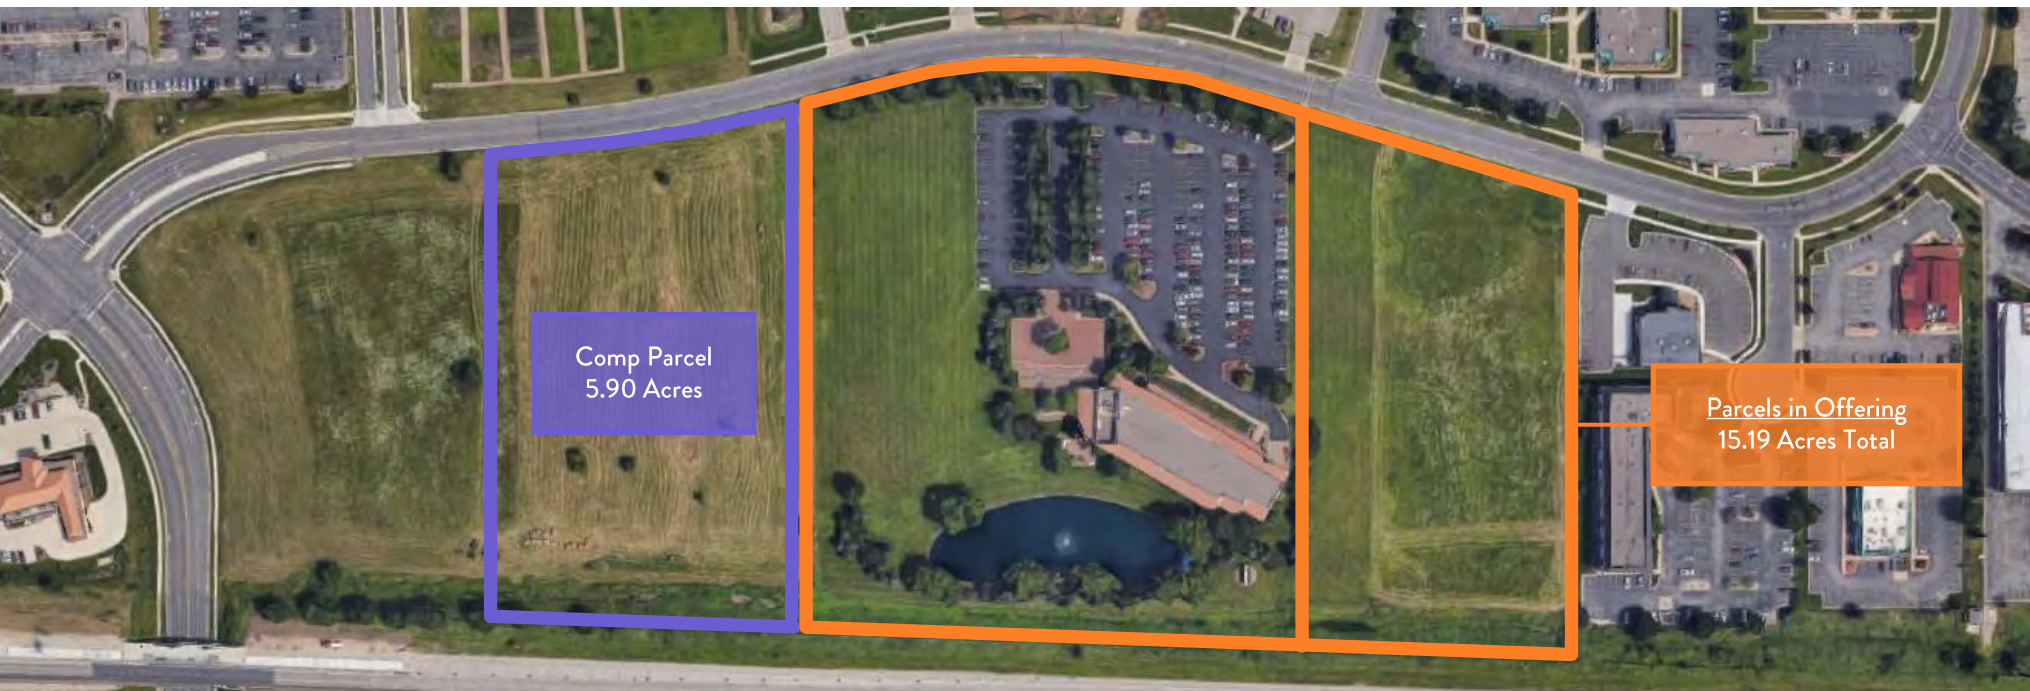 Comp Parcel
5.90 Acres
Parcels in Offering
15.19 Acres Total